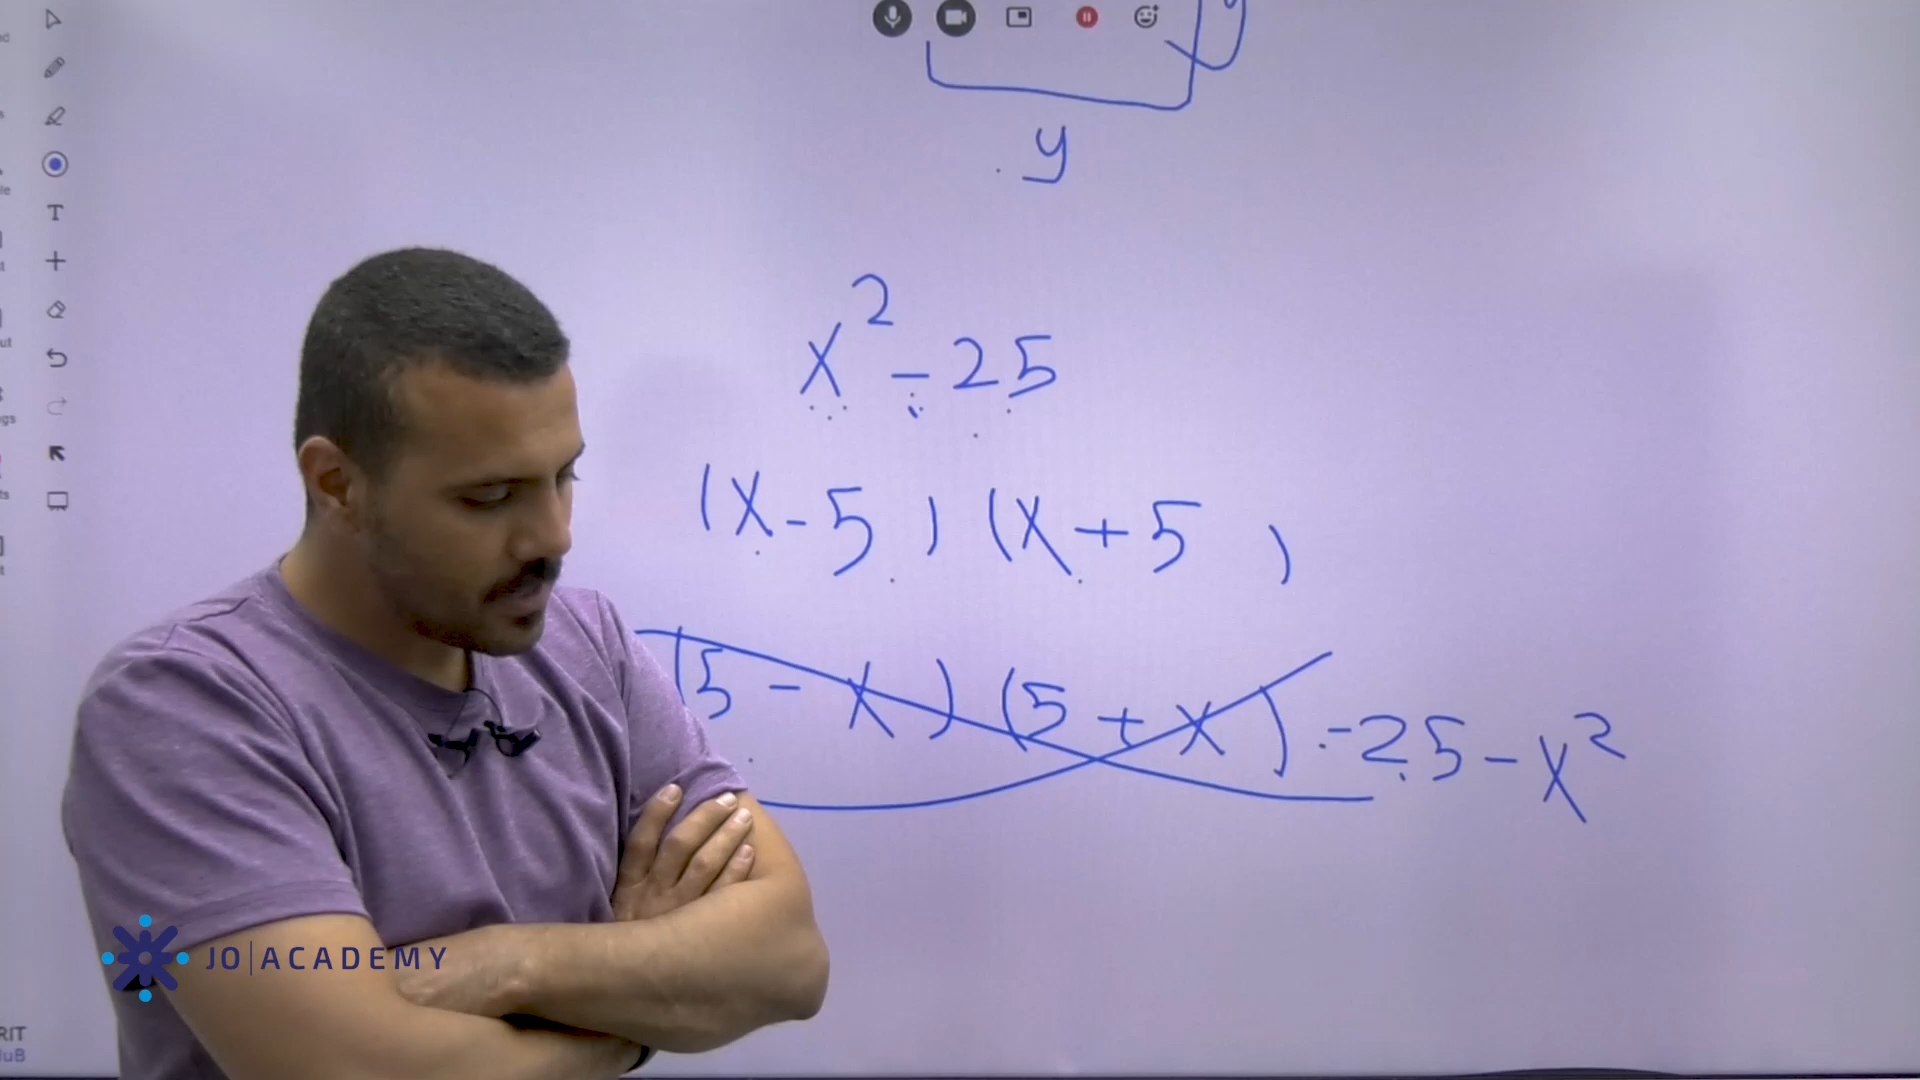 y
x² - 25
(x - 5) (x + 5)
(5 - x) (5 + x) = 25 - x²
JO|ACADEMY